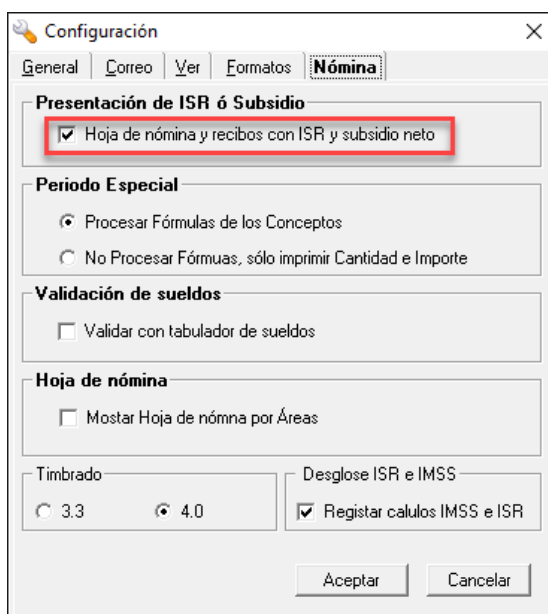 Configuración
General Correo Ver Formatos Nómina
Presentación de ISR ó Subsidio
Hoja de nómina y recibos con ISR y subsidio neto
Periodo Especial
Procesar Fórmulas de los Conceptos
No Procesar Fórmuas, sólo imprimir Cantidad e Importe
Validación de sueldos
Validar con tabulador de sueldos
Hoja de nómina
Mostar Hoja de nómna por Áreas
Timbrado
3.3 4.0
Desglose ISR e IMSS
Registar calulos IMSS e ISR
Aceptar Cancelar